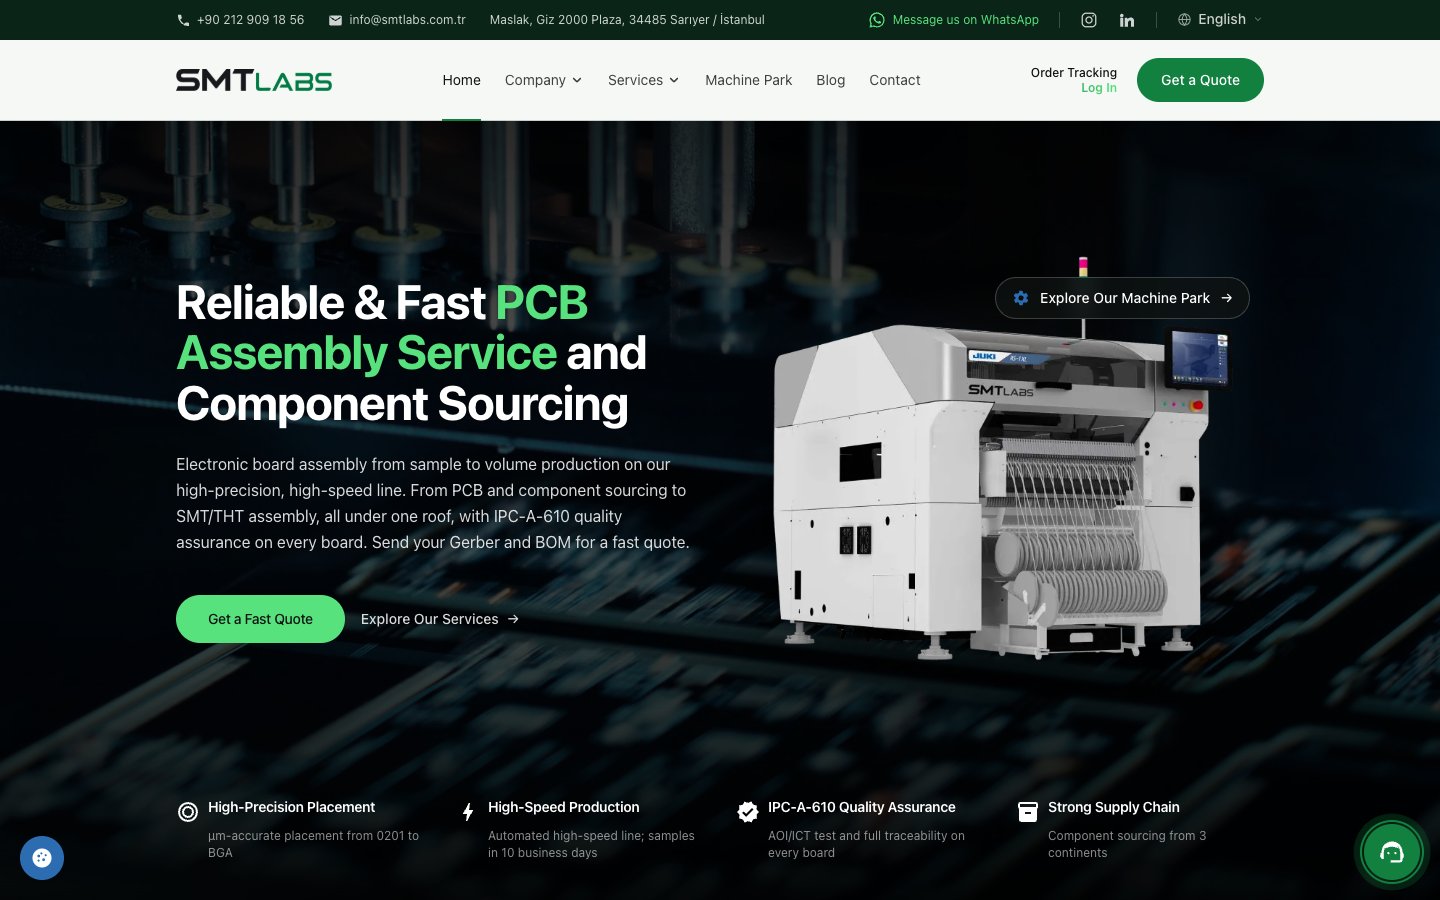 +90 212 909 18 56
info@smtlabs.com.tr
Maslak, Giz 2000 Plaza, 34485 Sarıyer / İstanbul
Message us on WhatsApp
English
SMTLABS
Home
Company
Services
Machine Park
Blog
Contact
Order Tracking
Log In
Get a Quote
Reliable & Fast PCB
Assembly Service and
Component Sourcing
Electronic board assembly from sample to volume production on our
high-precision, high-speed line. From PCB and component sourcing to
SMT/THT assembly, all under one roof, with IPC-A-610 quality
assurance on every board. Send your Gerber and BOM for a fast quote.
Get a Fast Quote
Explore Our Services
Explore Our Machine Park
JUKI
SMTLABS
High-Precision Placement
µm-accurate placement from 0201 to
BGA
High-Speed Production
Automated high-speed line; samples
in 10 business days
IPC-A-610 Quality Assurance
AOI/ICT test and full traceability on
every board
Strong Supply Chain
Component sourcing from 3
continents